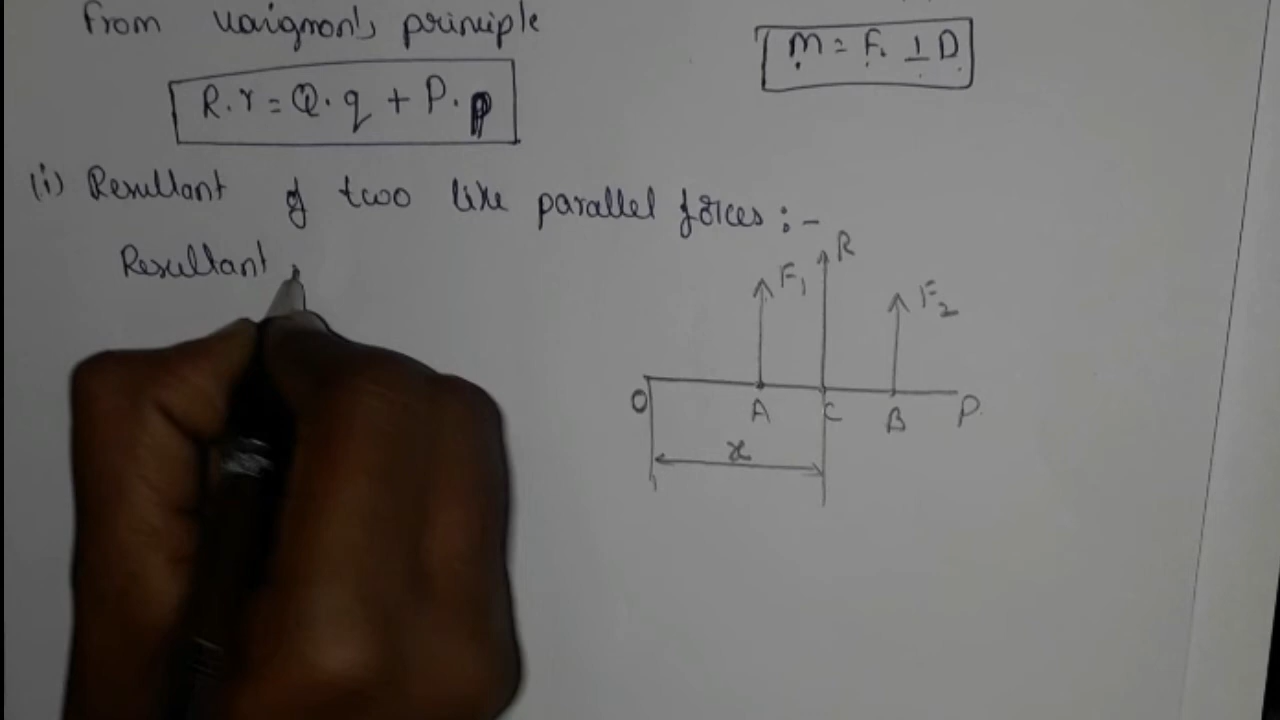 from varignon's principle
M = F. ⊥ D
R.r = Q.q + P.p
(i) Resultant of two like parallel forces :-
Resultant
R
F1
F2
O
A
C
B
P.
x